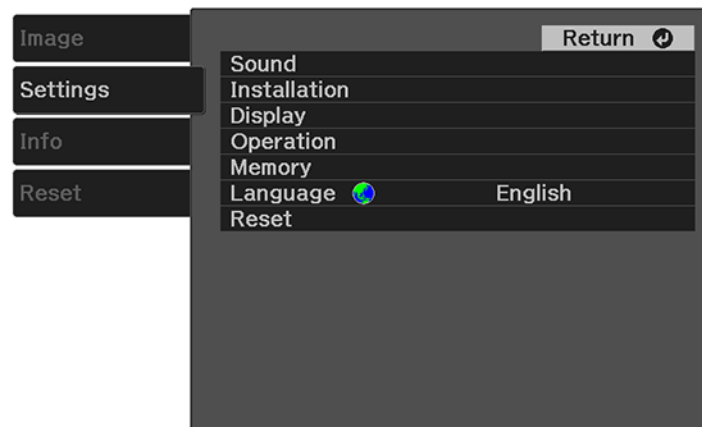 Image
Settings
Info
Reset
Return
Sound
Installation
Display
Operation
Memory
Language English
Reset